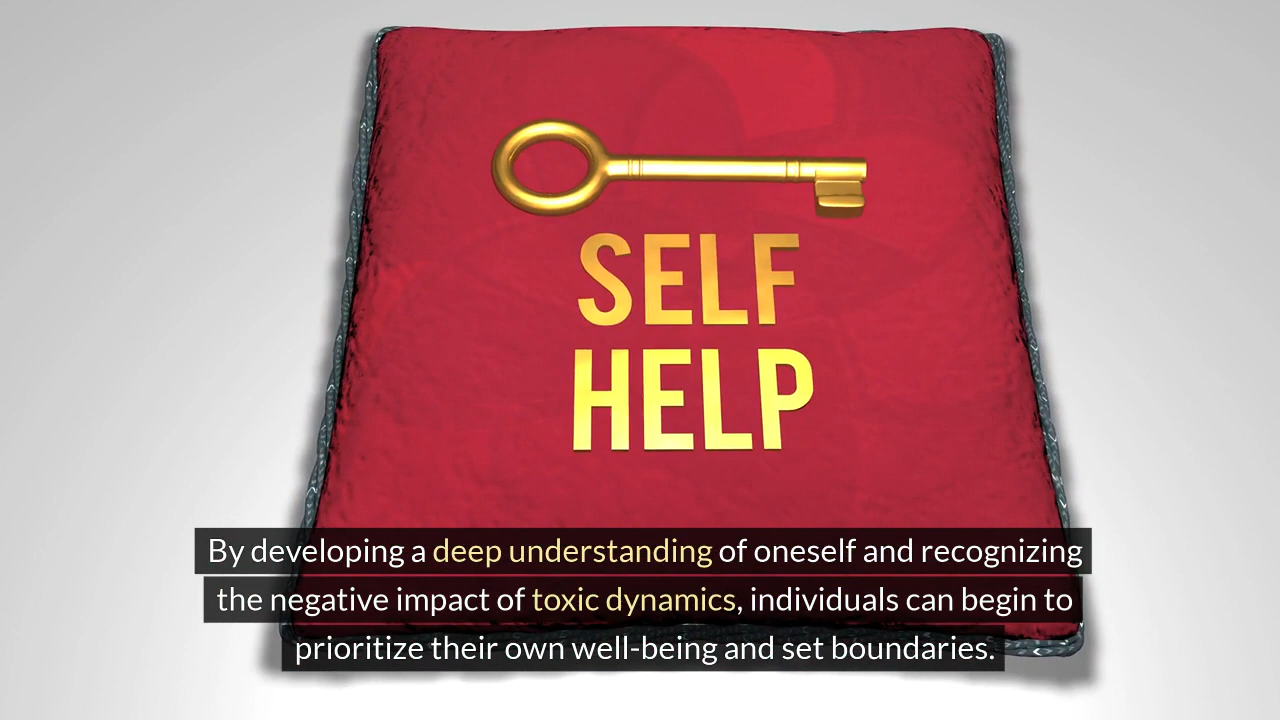 SELF
HELP
By developing a deep understanding of oneself and recognizing
the negative impact of toxic dynamics, individuals can begin to
prioritize their own well-being and set boundaries.